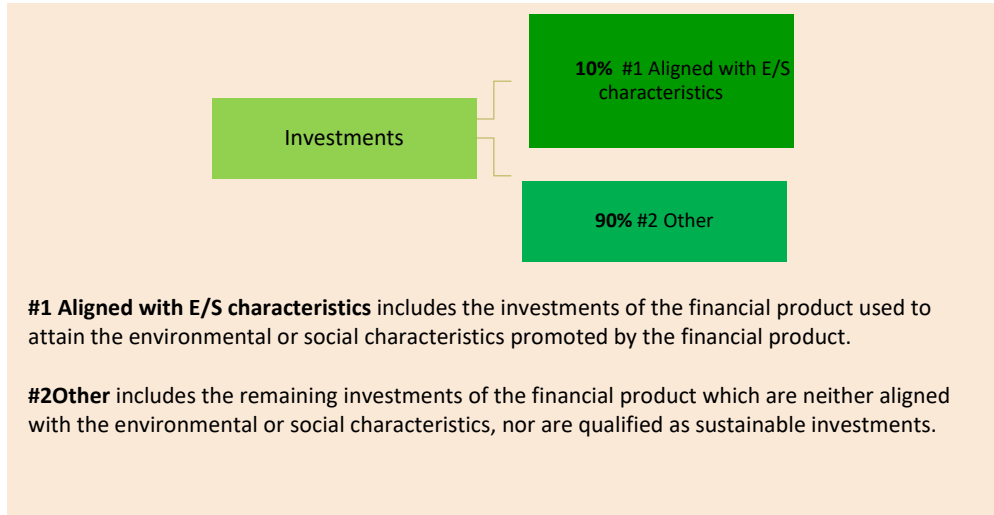 10% #1 Aligned with E/S
characteristics
Investments
90% #2 Other
#1 Aligned with E/S characteristics includes the investments of the financial product used to
attain the environmental or social characteristics promoted by the financial product.
#2Other includes the remaining investments of the financial product which are neither aligned
with the environmental or social characteristics, nor are qualified as sustainable investments.